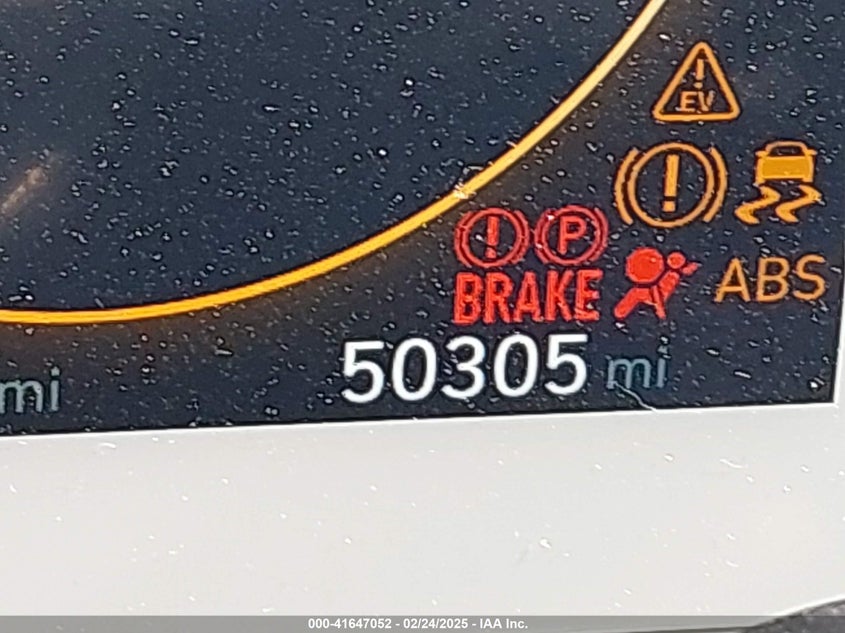 !
EV
!
! P
BRAKE
ABS
50305 mi
mi
000-41647052 - 02/24/2025 - IAA Inc.